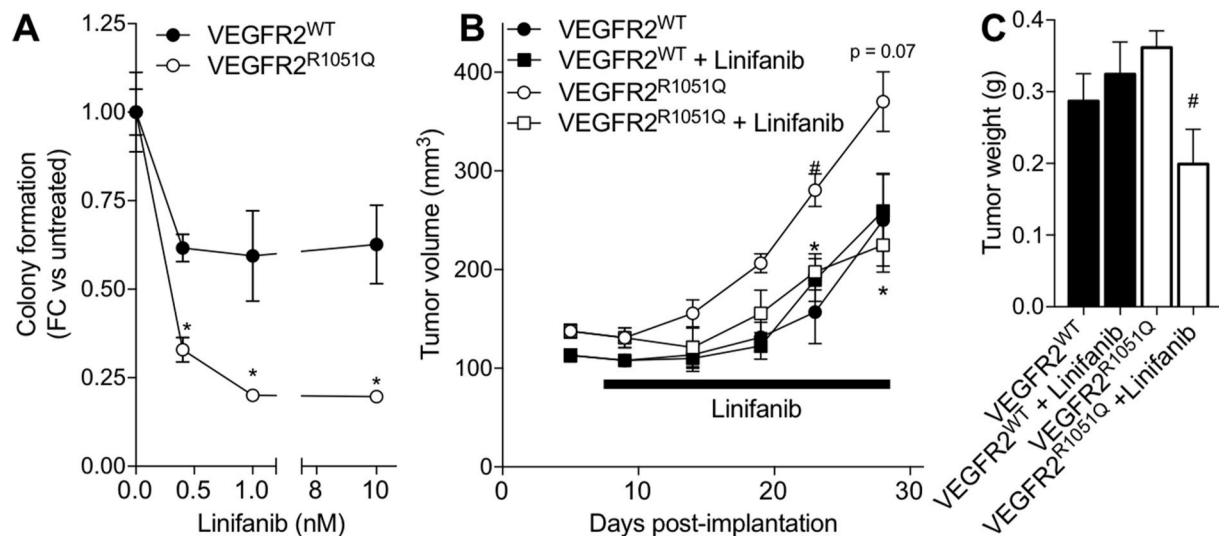 A
1.25
1.00
0.75
0.50
0.25
0.00
Colony formation
(FC vs untreated)
VEGFR2WT
VEGFR2R1051Q
*
*
*
0.0
0.5
1.0
8
10
Linifanib (nM)
B
400
300
200
100
0
Tumor volume (mm3)
VEGFR2WT
VEGFR2WT + Linifanib
VEGFR2R1051Q
VEGFR2R1051Q + Linifanib
p = 0.07
#
*
*
Linifanib
0
10
20
30
Days post-implantation
C
0.4
0.3
0.2
0.1
0.0
Tumor weight (g)
#
VEGFR2WT
VEGFR2WT + Linifanib
VEGFR2R1051Q
VEGFR2R1051Q +Linifanib